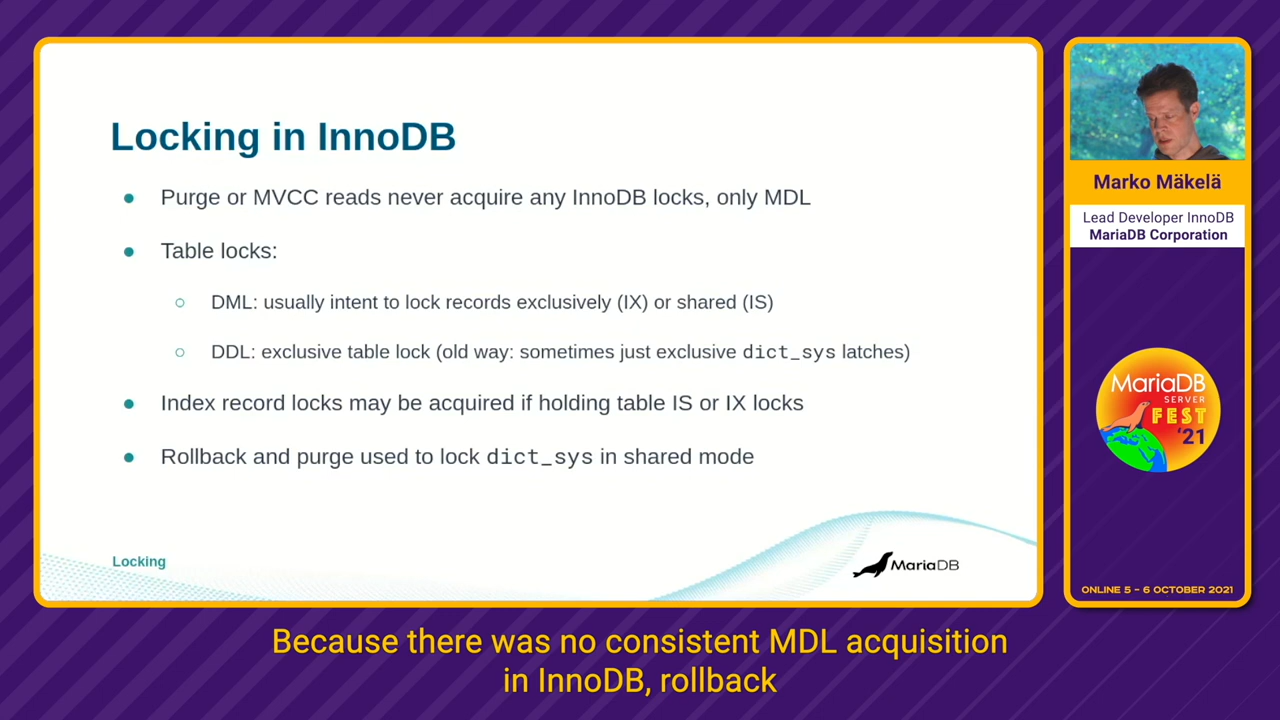 Locking in InnoDB
● Purge or MVCC reads never acquire any InnoDB locks, only MDL
● Table locks:
○ DML: usually intent to lock records exclusively (IX) or shared (IS)
○ DDL: exclusive table lock (old way: sometimes just exclusive dict_sys latches)
● Index record locks may be acquired if holding table IS or IX locks
● Rollback and purge used to lock dict_sys in shared mode
Locking
MariaDB
Marko Mäkelä
Lead Developer InnoDB
MariaDB Corporation
MariaDB
SERVER
FEST
'21
ONLINE 5 – 6 OCTOBER 2021
Because there was no consistent MDL acquisition
in InnoDB, rollback